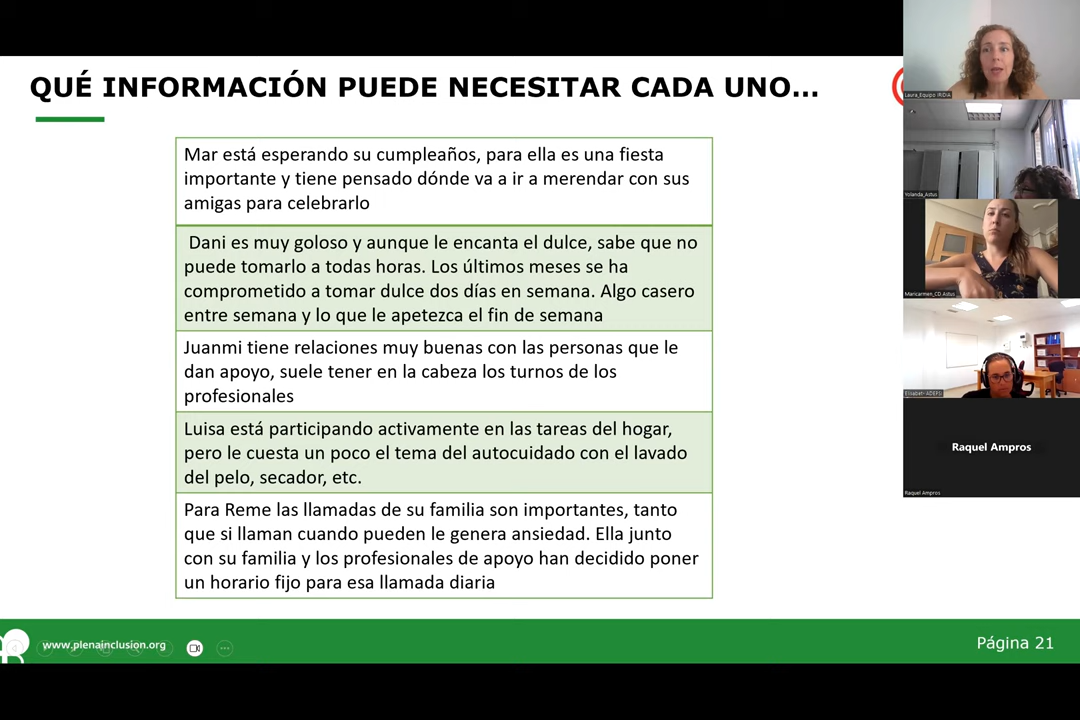 QUÉ INFORMACIÓN PUEDE NECESITAR CADA UNO...
Mar está esperando su cumpleaños, para ella es una fiesta
importante y tiene pensado dónde va a ir a merendar con sus
amigas para celebrarlo
Dani es muy goloso y aunque le encanta el dulce, sabe que no
puede tomarlo a todas horas. Los últimos meses se ha
comprometido a tomar dulce dos días en semana. Algo casero
entre semana y lo que le apetezca el fin de semana
Juanmi tiene relaciones muy buenas con las personas que le
dan apoyo, suele tener en la cabeza los turnos de los
profesionales
Luisa está participando activamente en las tareas del hogar,
pero le cuesta un poco el tema del autocuidado con el lavado
del pelo, secador, etc.
Para Reme las llamadas de su familia son importantes, tanto
que si llaman cuando pueden le genera ansiedad. Ella junto
con su familia y los profesionales de apoyo han decidido poner
un horario fijo para esa llamada diaria
www.plenainclusion.org
Página 21
Laura_Equipo IRIDIA
Yolanda_Astus
Maricarmen_CD Astus
Raquel Ampros
Raquel Ampros